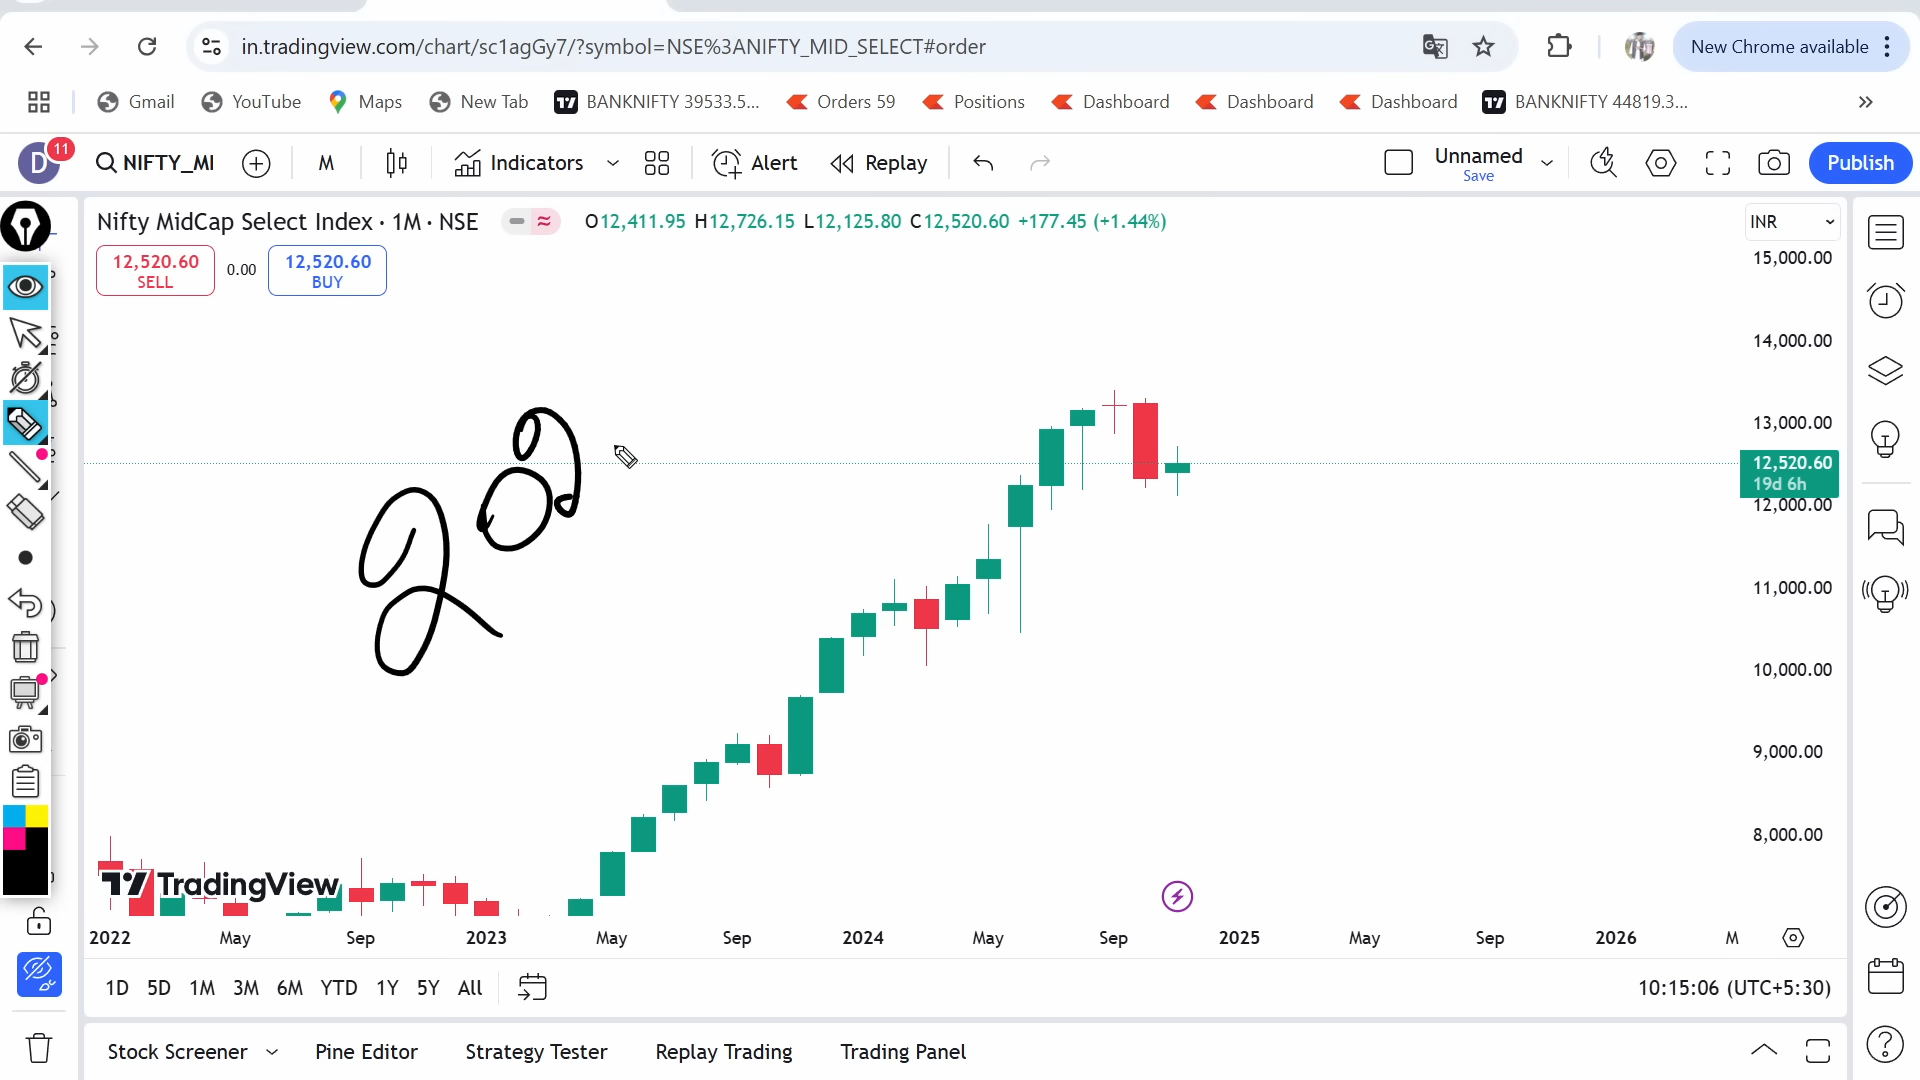 in.tradingview.com/chart/sc1agGy7/?symbol=NSE%3ANIFTY_MID_SELECT#order
New Chrome available
Gmail YouTube Maps New Tab BANKNIFTY 39533.5... Orders 59 Positions Dashboard Dashboard Dashboard BANKNIFTY 44819.3... »
D 11 NIFTY_MI M Indicators Alert Replay Unnamed Save Publish
Nifty MidCap Select Index · 1M · NSE O12,411.95 H12,726.15 L12,125.80 C12,520.60 +177.45 (+1.44%) INR
12,520.60 SELL 0.00 12,520.60 BUY
15,000.00
14,000.00
13,000.00
12,520.60
19d 6h
12,000.00
11,000.00
10,000.00
9,000.00
8,000.00
TradingView
2022 May Sep 2023 May Sep 2024 May Sep 2025 May Sep 2026 M
1D 5D 1M 3M 6M YTD 1Y 5Y All 10:15:06 (UTC+5:30)
Stock Screener Pine Editor Strategy Tester Replay Trading Trading Panel